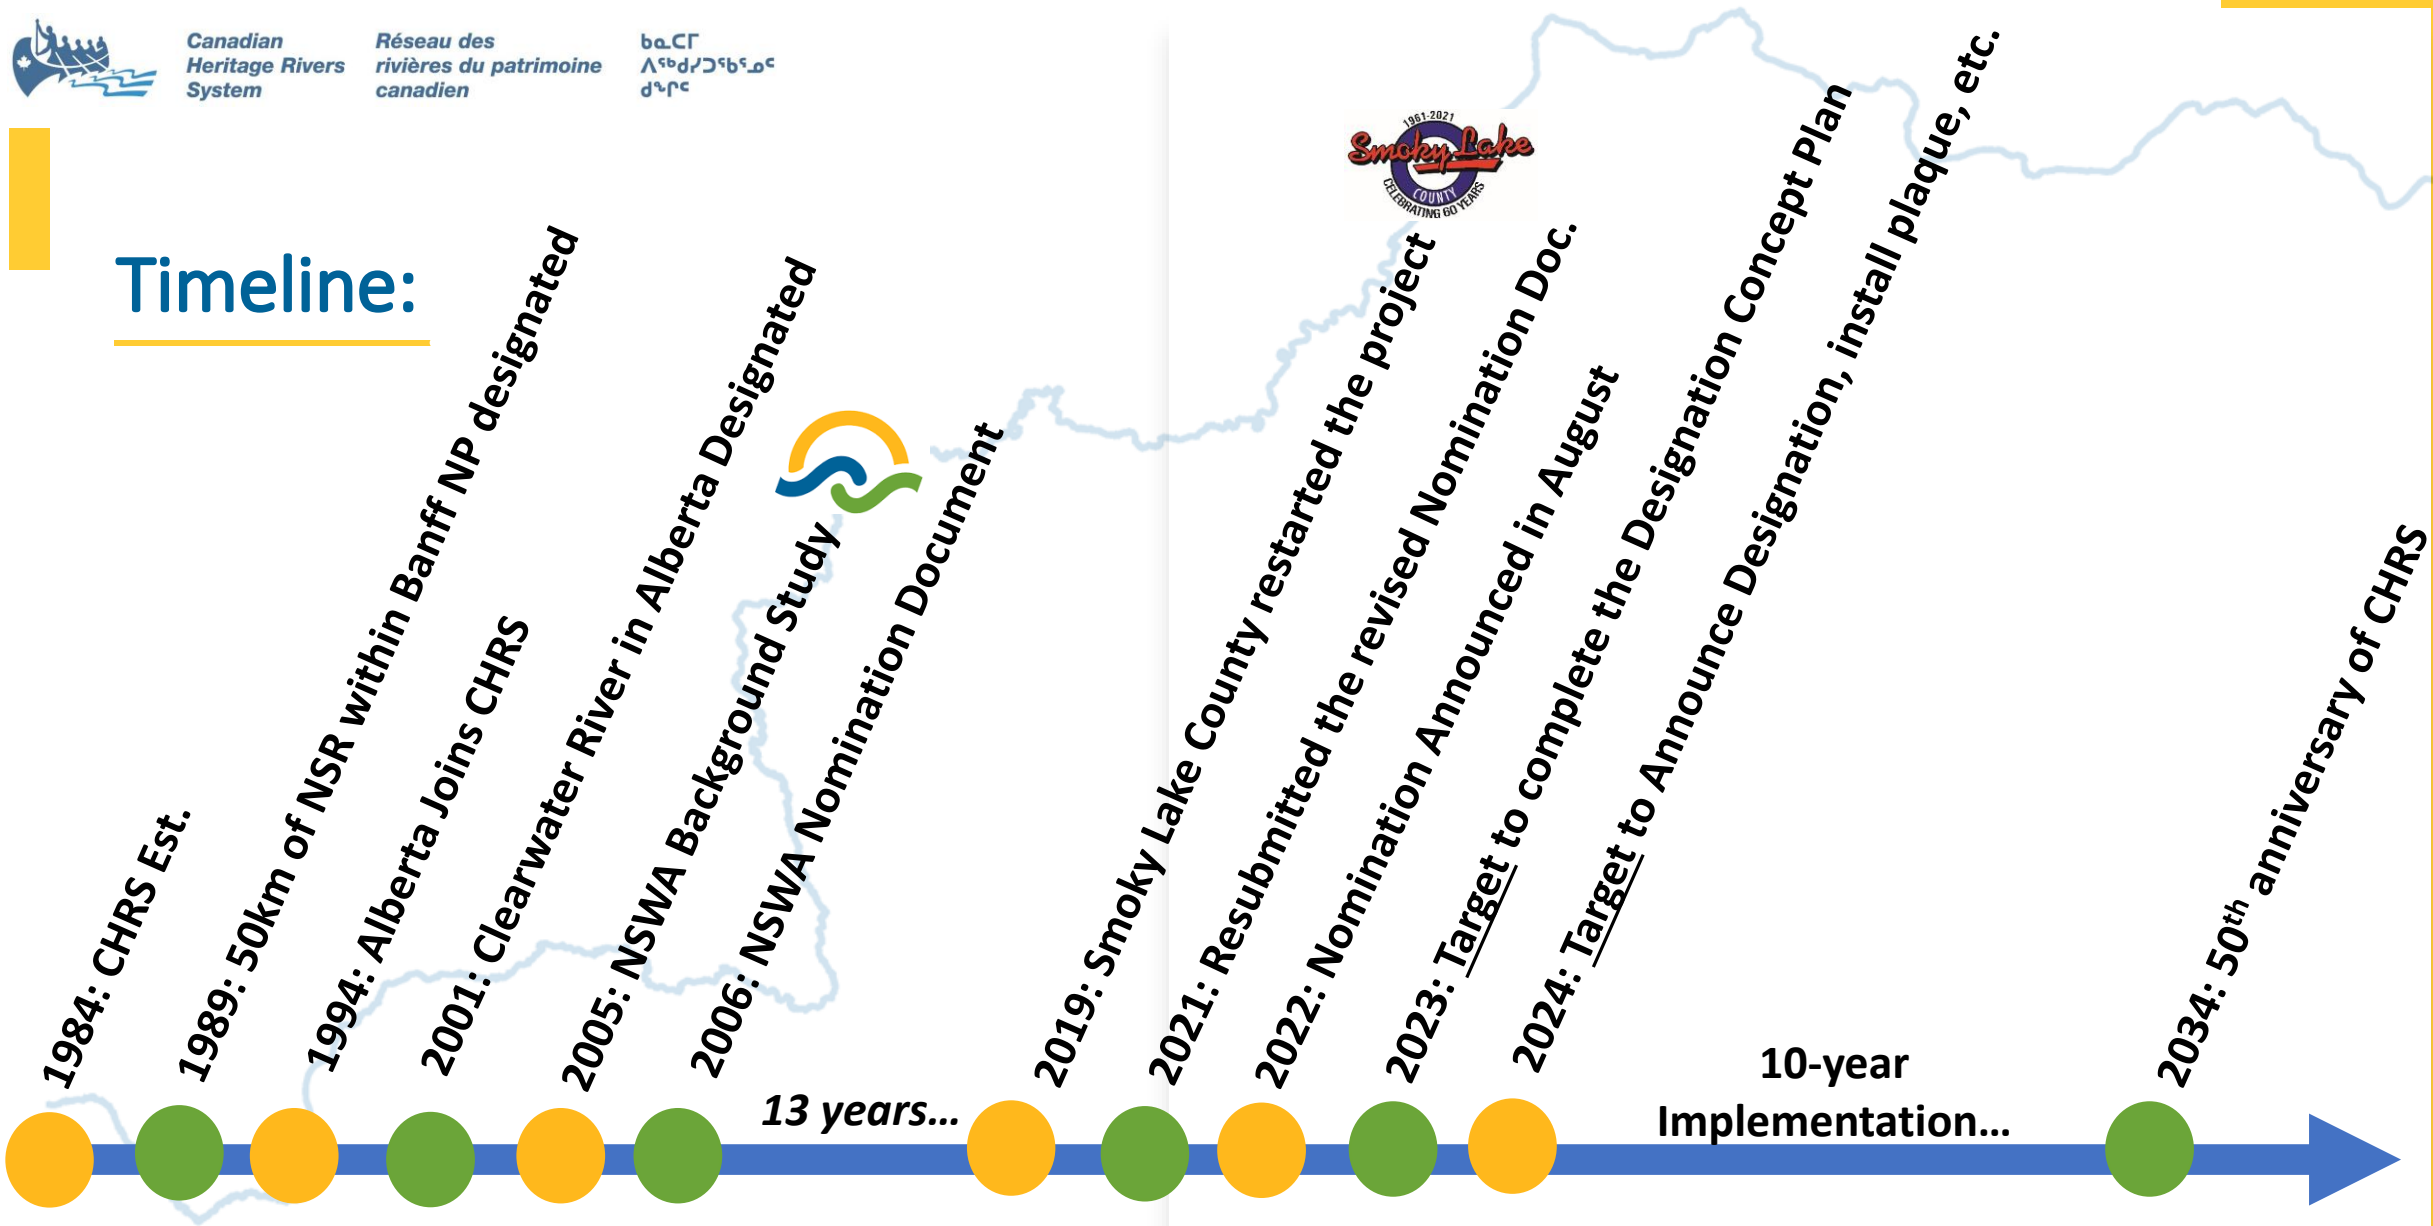 Canadian
Heritage Rivers
System
Réseau des
rivières du patrimoine
canadien
ᑲᓇᑕᒥ
ᐱᖅᑯᓯᑐᖃᕐᓄᑦ
ᑰᖏᑦ
1961-2021
Smoky Lake
COUNTY
CELEBRATING 60 YEARS
Timeline:
1984: CHRS Est.
1989: 50km of NSR within Banff NP designated
1994: Alberta Joins CHRS
2001: Clearwater River in Alberta Designated
2005: NSWA Background Study
2006: NSWA Nomination Document
13 years...
2019: Smoky Lake County restarted the project
2021: Resubmitted the revised Nomination Doc.
2022: Nomination Announced in August
2023: Target to complete the Designation Concept Plan
2024: Target to Announce Designation, install plaque, etc.
10-year
Implementation...
2034: 50th anniversary of CHRS